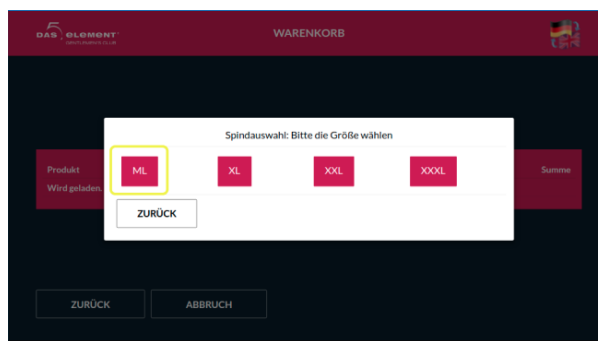 5
DAS element
WARENKORB
Spindauswahl: Bitte die Größe wählen
Produkt
ML
XL
XXL
XXXL
Summe
Wird geladen,
ZURÜCK
ZURÜCK
ABBRUCH